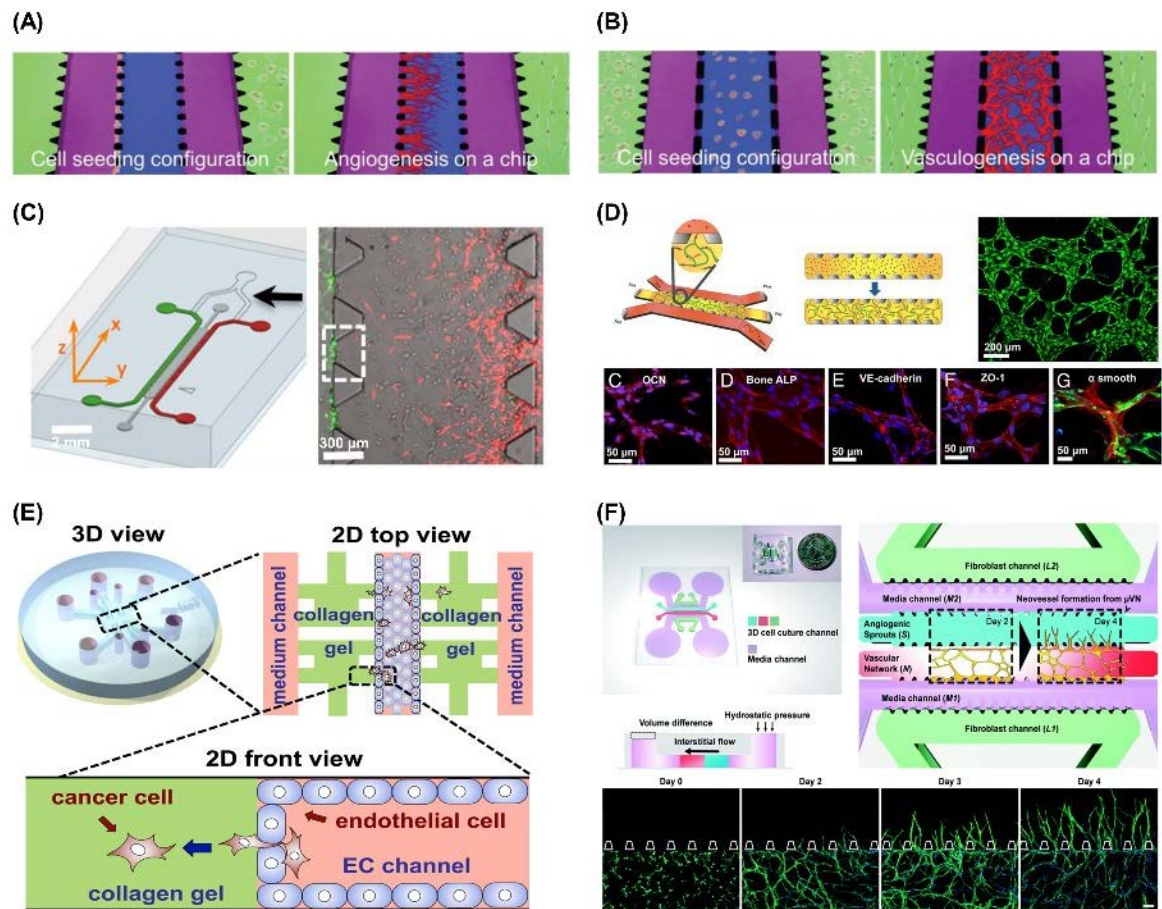 (A)
Cell seeding configuration
Angiogenesis on a chip
(B)
Cell seeding configuration
Vasculogenesis on a chip
(C)
z
x
y
2 mm
300 μm
(D)
200 μm
C
OCN
50 μm
D
Bone ALP
50 μm
E
VE-cadherin
50 μm
F
ZO-1
50 μm
G
α smooth
50 μm
(E)
3D view
2D top view
medium channel
collagen
gel
collagen
gel
medium channel
2D front view
cancer cell
endothelial cell
EC channel
collagen gel
(F)
3D cell cuture channel
Media channel
Volume difference
Hydrostatic pressure
Interstitial flow
Fibroblast channel (L2)
Media channel (M2)
Neovessel formation from μVN
Angiogenic
Sprouts (S)
Day 2
Day 4
Vascular
Network (N)
Media channel (M1)
Fibroblast channel (L1)
Day 0
Day 2
Day 3
Day 4